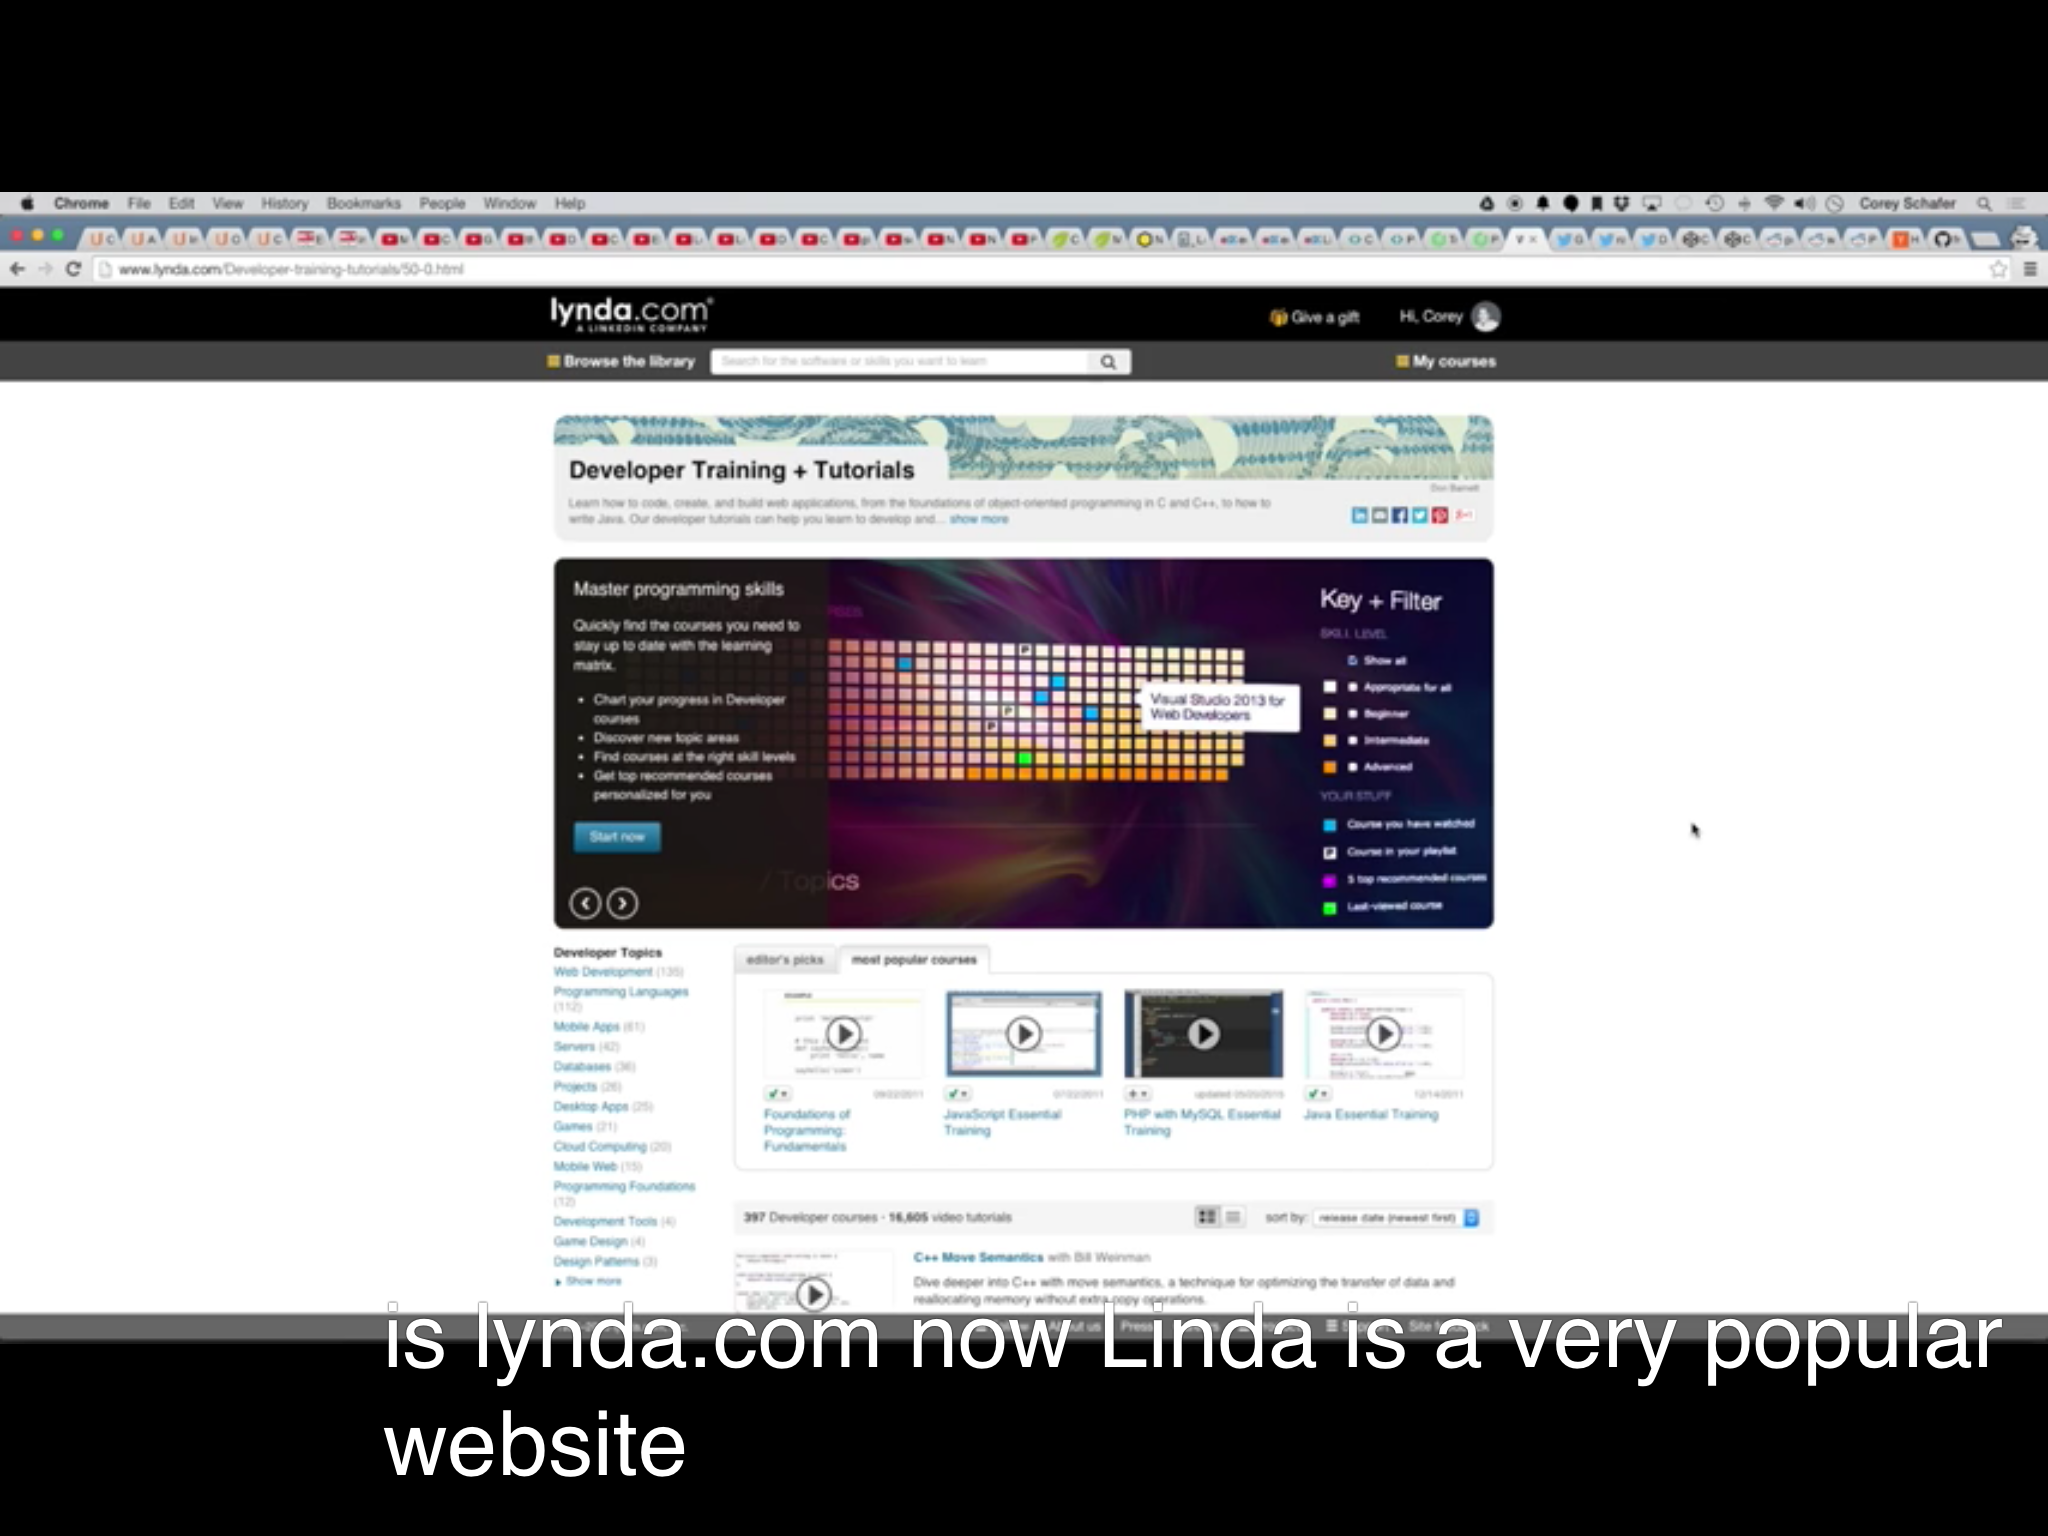 Chrome File Edit View History Bookmarks People Window Help Corey Schafer
www.lynda.com/Developer-training-tutorials/50-0.html
lynda.com
A LINKEDIN COMPANY
Give a gift Hi, Corey
Browse the library Search for the software or skills you want to learn My courses
Developer Training + Tutorials
Don Barnett
Learn how to code, create, and build web applications, from the foundations of object-oriented programming in C and C++, to how to
write Java. Our developer tutorials can help you learn to develop and... show more
Master programming skills
Quickly find the courses you need to
stay up to date with the learning
matrix.
• Chart your progress in Developer
courses
• Discover new topic areas
• Find courses at the right skill levels
• Get top recommended courses
personalized for you
Start now
/ Topics
Visual Studio 2013 for
Web Developers
Key + Filter
SKILL LEVEL
Show all
Appropriate for all
Beginner
Intermediate
Advanced
YOUR STUFF
Course you have watched
P Course in your playlist
5 top recommended courses
Last-viewed course
Developer Topics
Web Development (135)
Programming Languages
(112)
Mobile Apps (61)
Servers (42)
Databases (36)
Projects (26)
Desktop Apps (25)
Games (21)
Cloud Computing (20)
Mobile Web (15)
Programming Foundations
(12)
Development Tools (4)
Game Design (4)
Design Patterns (3)
Show more
editor's picks most popular courses
09/22/2011 07/22/2011 12/14/2011
Foundations of
Programming:
Fundamentals
JavaScript Essential
Training
PHP with MySQL Essential
Training
Java Essential Training
397 Developer courses · 16,605 video tutorials sort by: release date (newest first)
C++ Move Semantics with Bill Weinman
Dive deeper into C++ with move semantics, a technique for optimizing the transfer of data and
reallocating memory without extra copy operations.
is lynda.com now Linda is a very popular
website